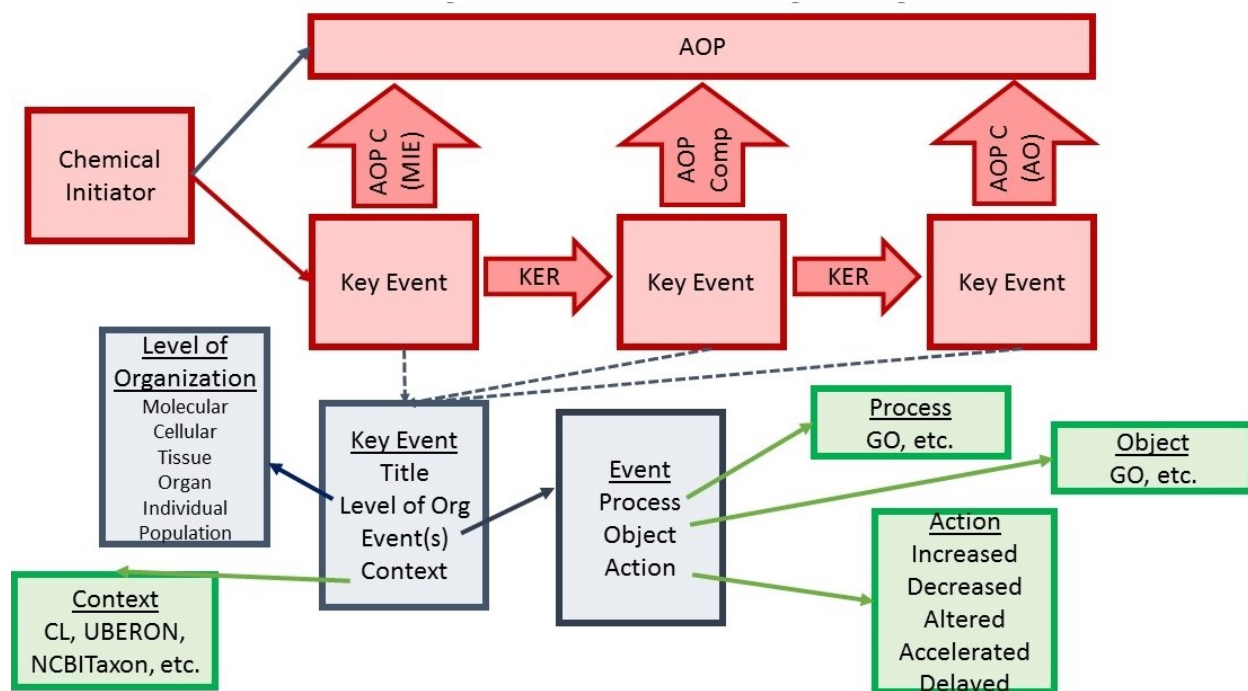 AOP
Chemical
Initiator
AOP C
(MIE)
AOP
Comp
AOP C
(AO)
Key Event
KER
Key Event
KER
Key Event
Level of
Organization
Molecular
Cellular
Tissue
Organ
Individual
Population
Key Event
Title
Level of Org
Event(s)
Context
Event
Process
Object
Action
Process
GO, etc.
Object
GO, etc.
Action
Increased
Decreased
Altered
Accelerated
Delayed
Context
CL, UBERON,
NCBITaxon, etc.